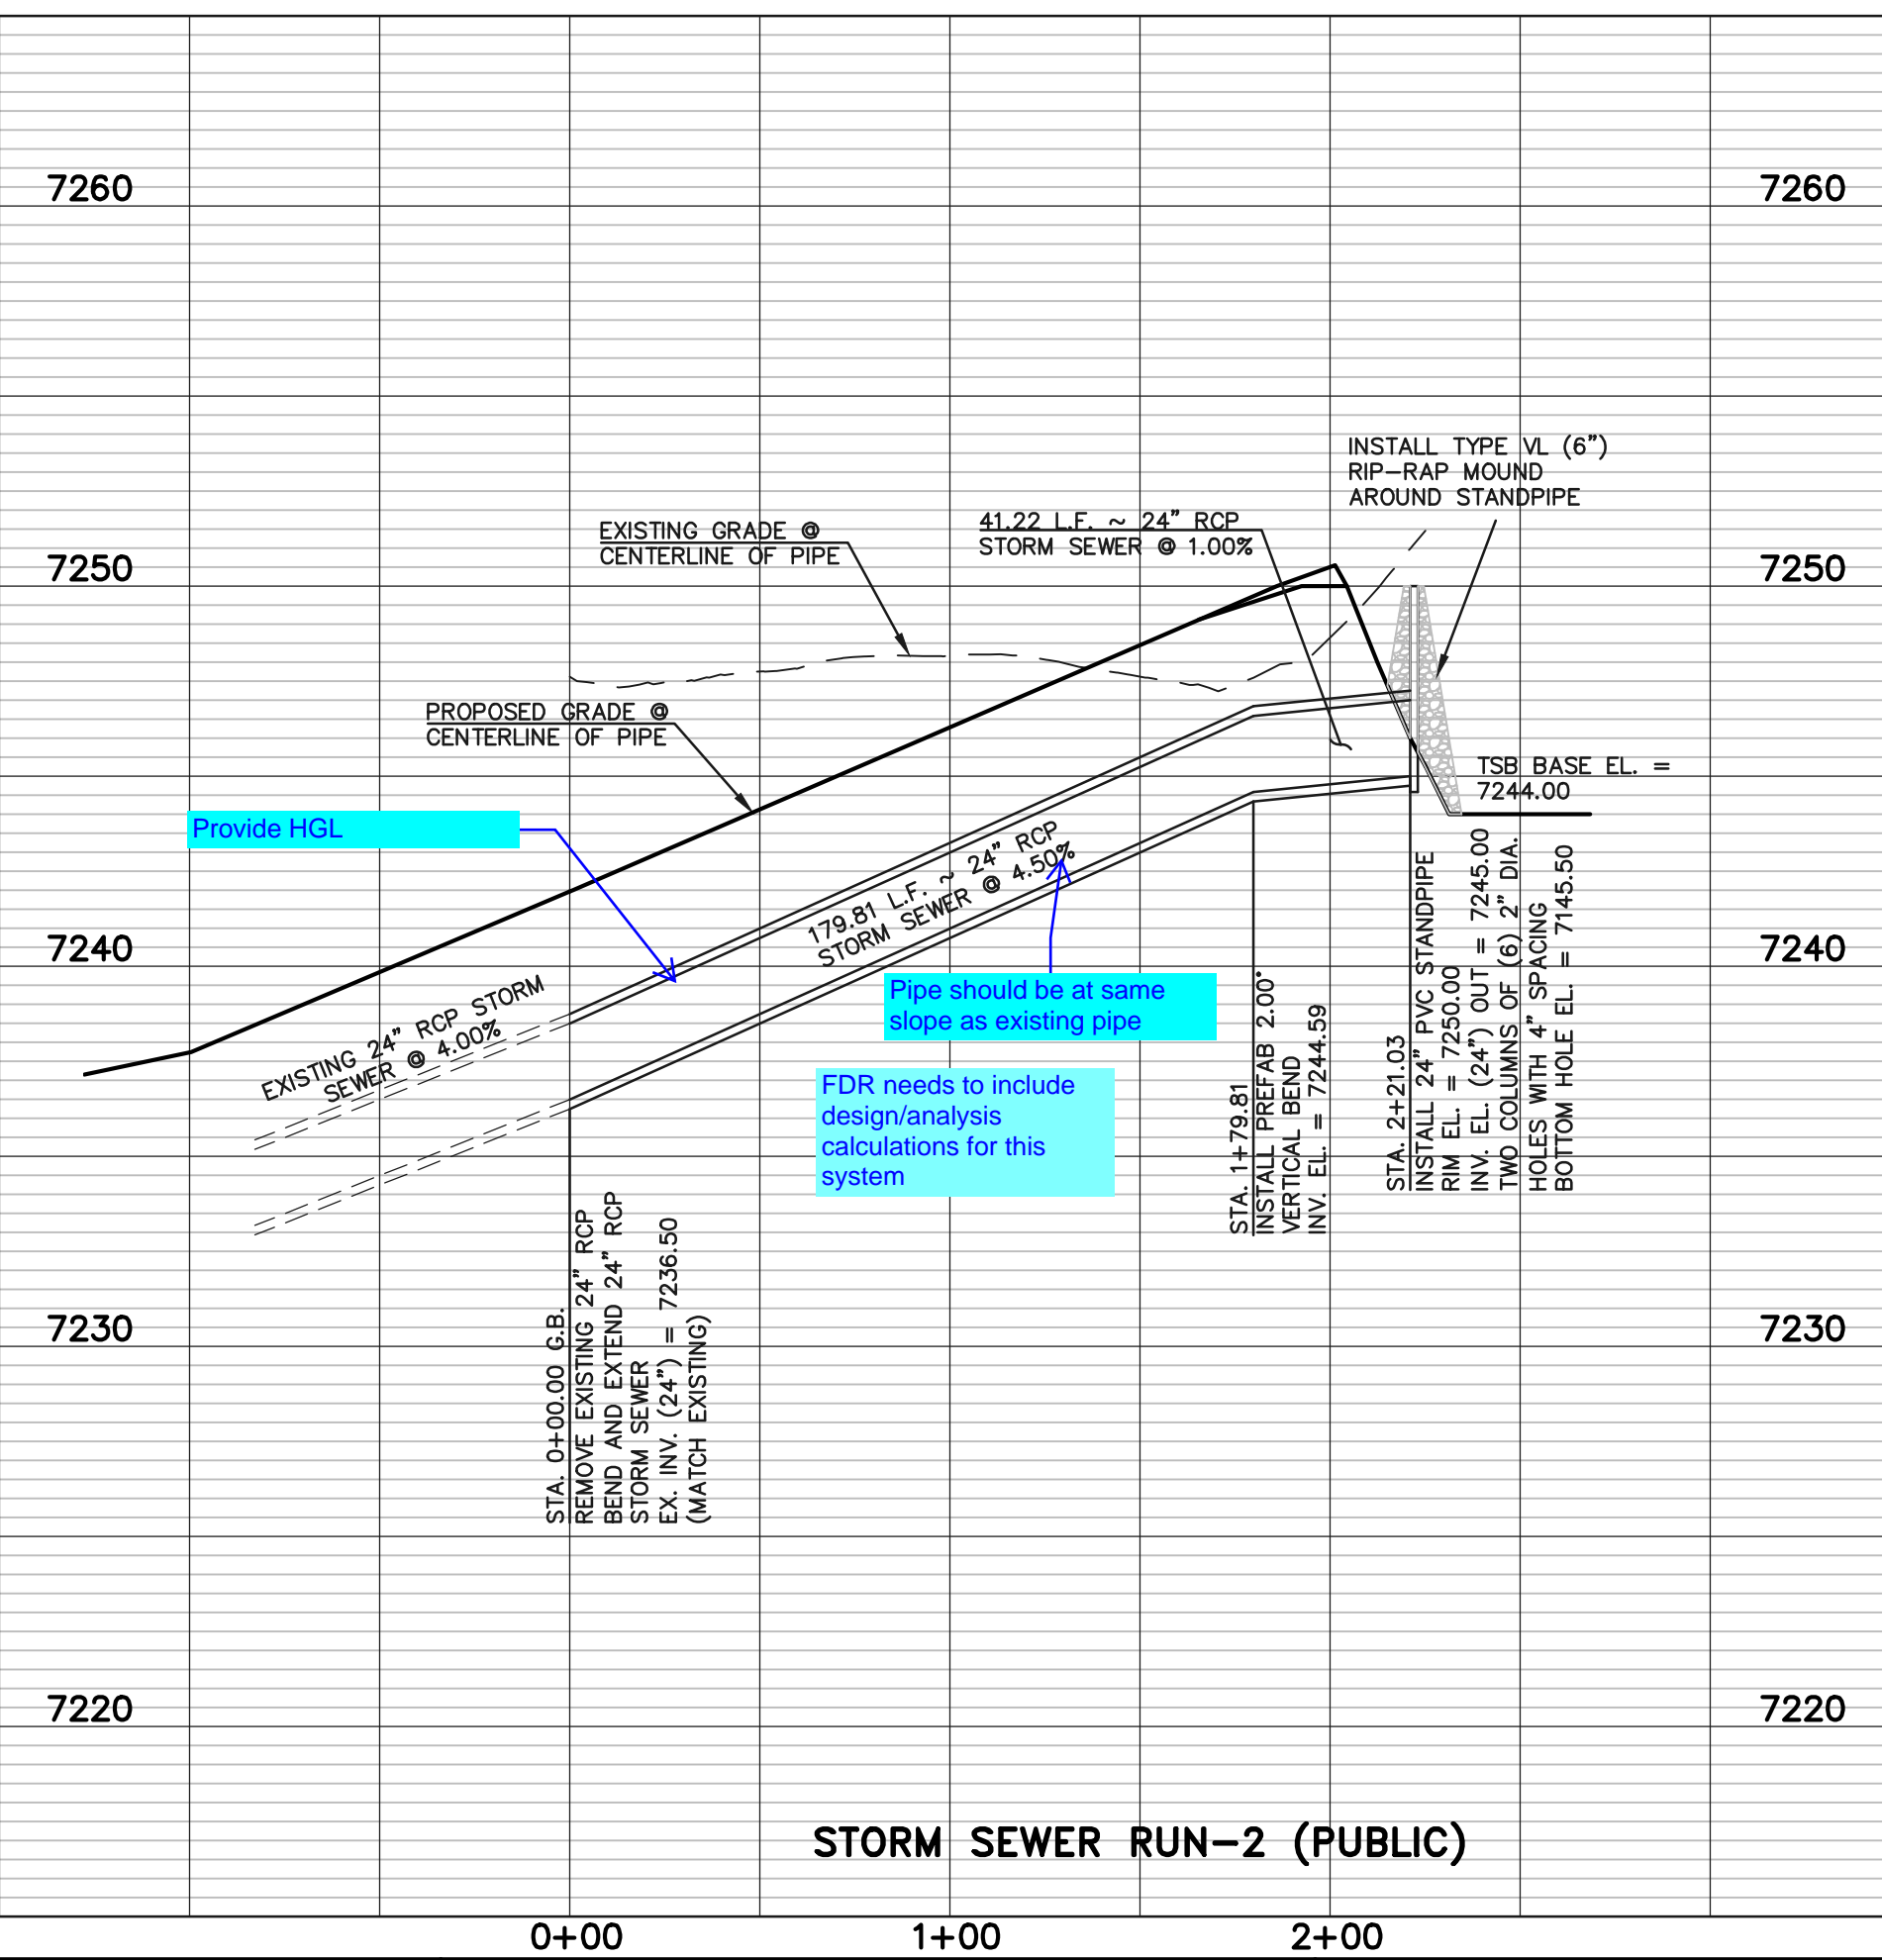 7260
7260
INSTALL TYPE VL (6")
RIP-RAP MOUND
AROUND STANDPIPE
EXISTING GRADE @
CENTERLINE OF PIPE
41.22 L.F. ~ 24" RCP
STORM SEWER @ 1.00%
7250
7250
PROPOSED GRADE @
CENTERLINE OF PIPE
TSB BASE EL. =
7244.00
Provide HGL
179.81 L.F. ~ 24" RCP
STORM SEWER @ 4.50%
7240
7240
EXISTING 24" RCP STORM
SEWER @ 4.00%
Pipe should be at same
slope as existing pipe
FDR needs to include
design/analysis
calculations for this
system
STA. 0+00.00 G.B.
REMOVE EXISTING 24" RCP
BEND AND EXTEND 24" RCP
STORM SEWER
EX. INV. (24") = 7236.50
(MATCH EXISTING)
STA. 1+79.81
INSTALL PREFAB 2.00°
VERTICAL BEND
INV. EL. = 7244.59
STA. 2+21.03
INSTALL 24" PVC STANDPIPE
RIM EL. = 7250.00
INV. EL. (24") OUT = 7245.00
TWO COLUMNS OF (6) 2" DIA.
HOLES WITH 4" SPACING
BOTTOM HOLE EL. = 7145.50
7230
7230
7220
7220
STORM SEWER RUN-2 (PUBLIC)
0+00
1+00
2+00